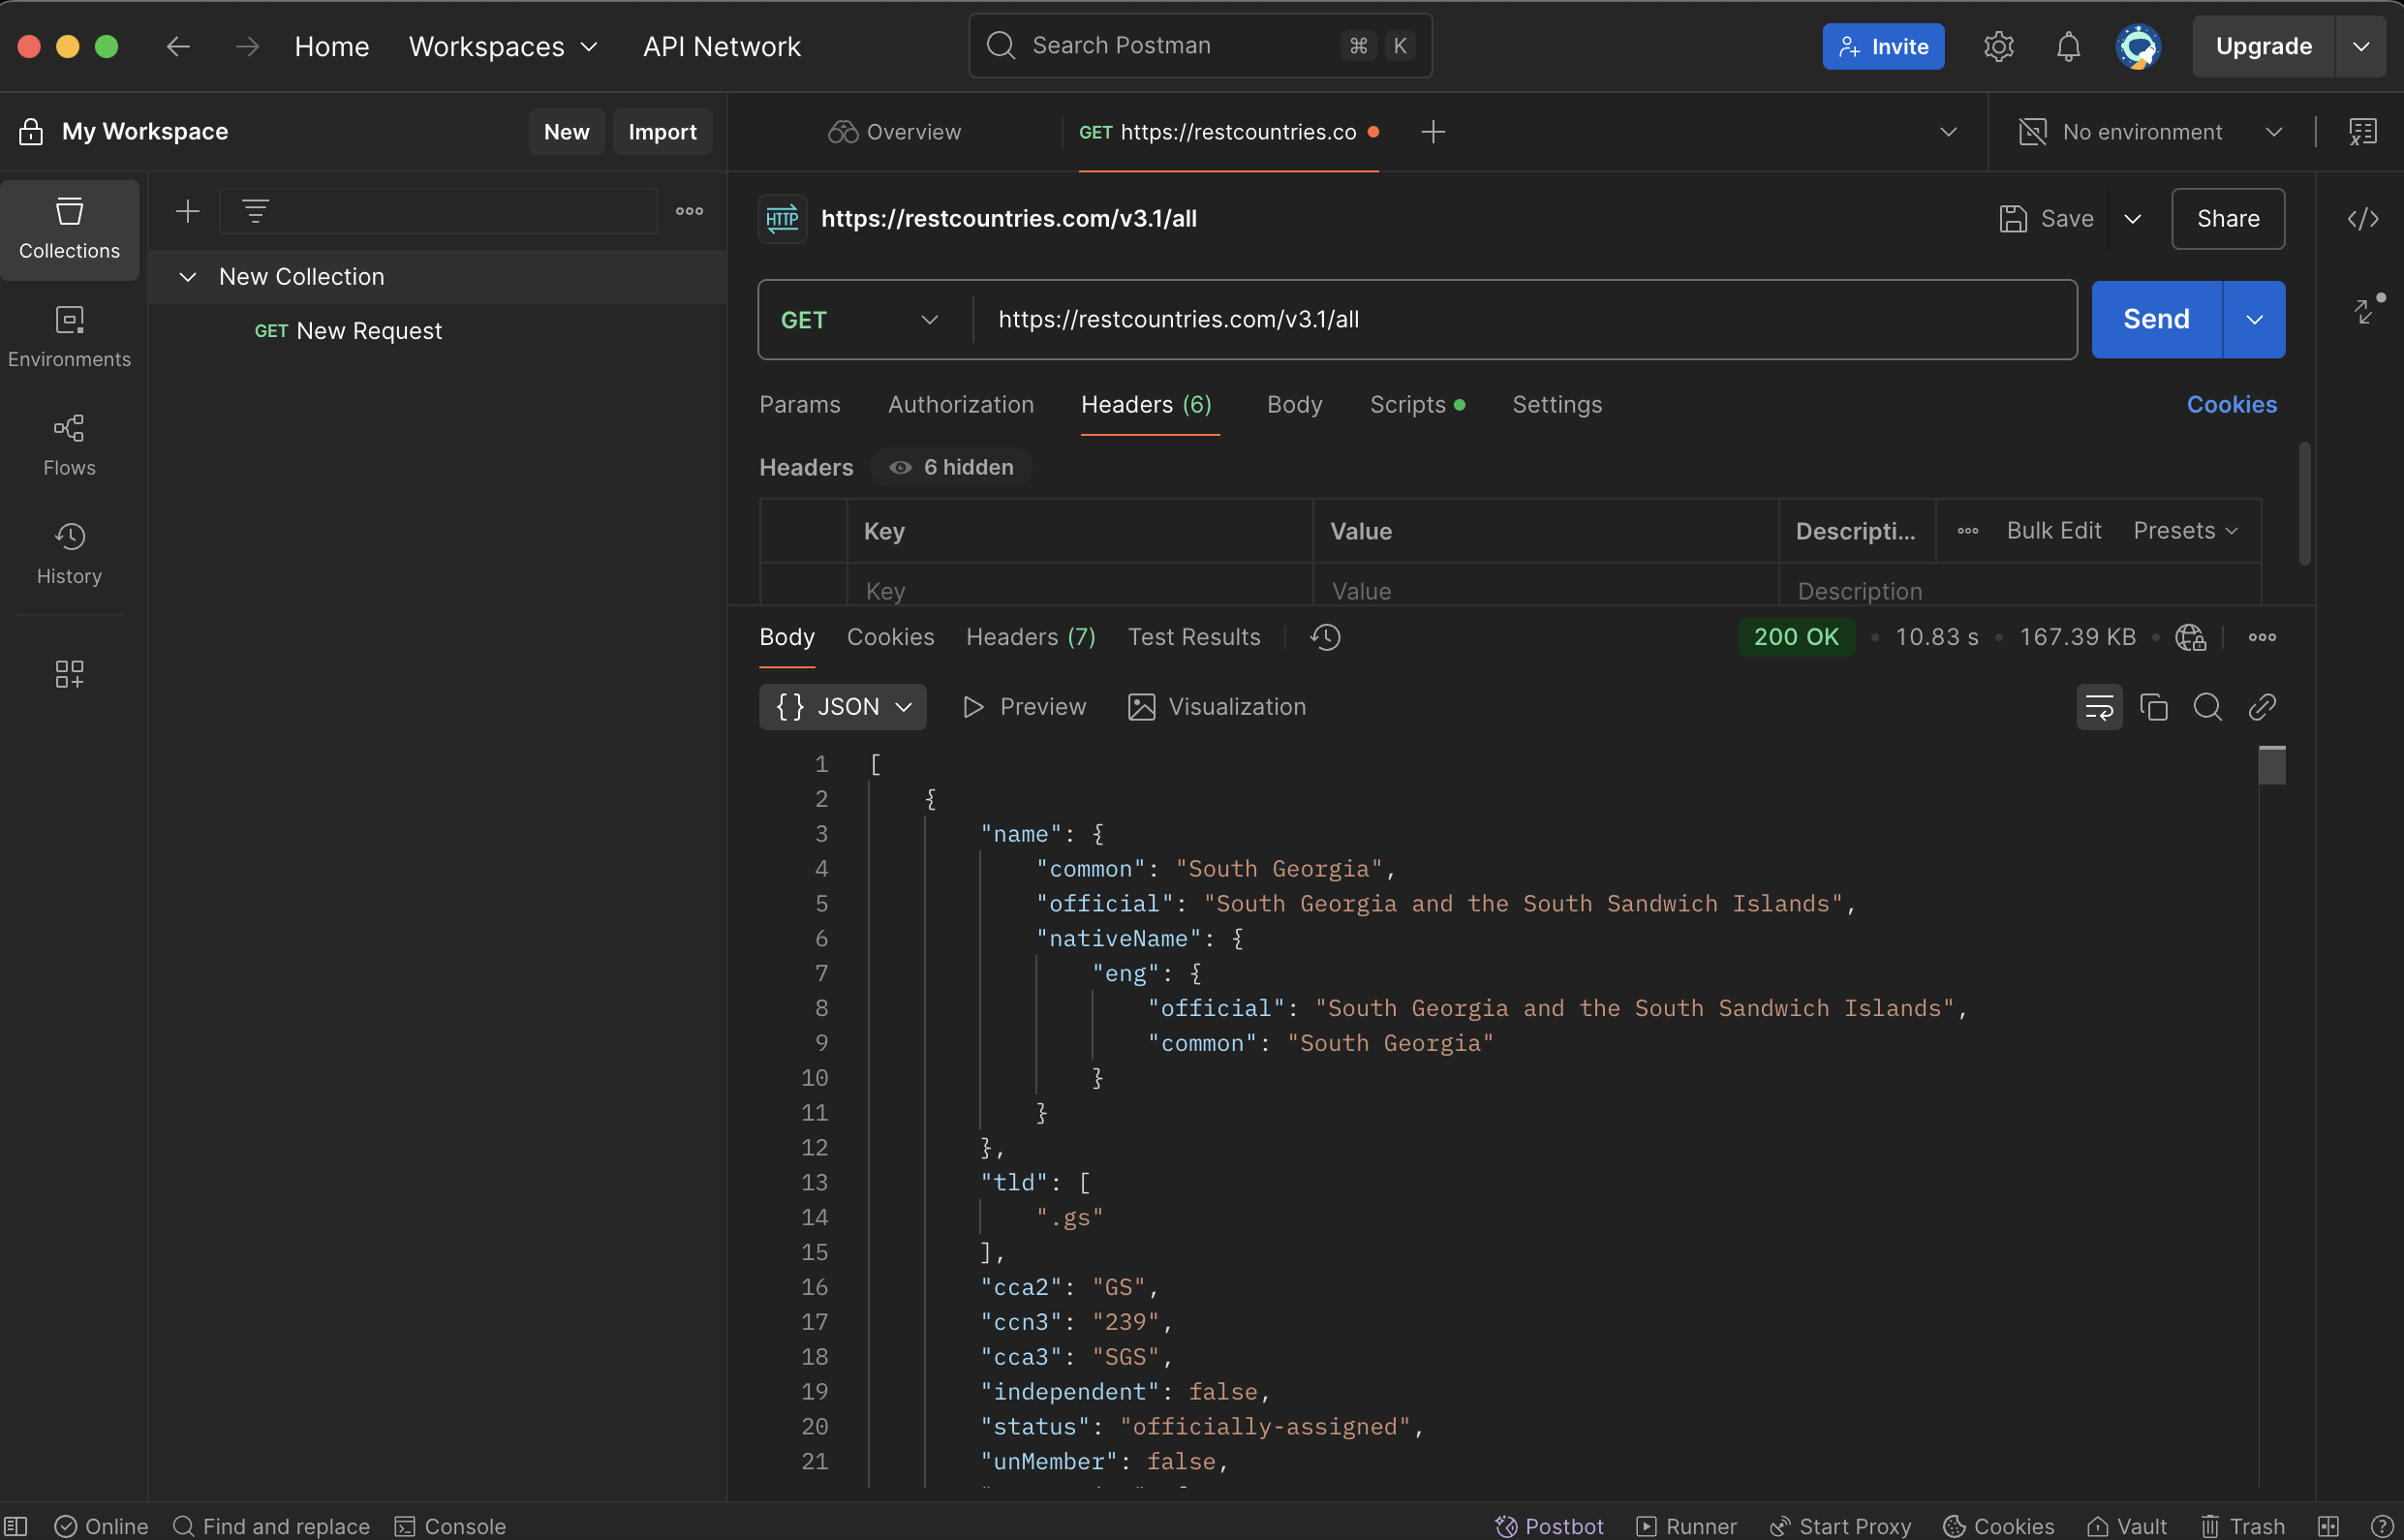 Home Workspaces API Network Search Postman ⌘ K Invite Upgrade
My Workspace New Import Overview GET https://restcountries.co No environment
Collections
Environments
Flows
History
New Collection
GET New Request
HTTP https://restcountries.com/v3.1/all Save Share
GET https://restcountries.com/v3.1/all Send
Params Authorization Headers (6) Body Scripts Settings Cookies
Headers 6 hidden
Key Value Descripti... Bulk Edit Presets
Key Value Description
Body Cookies Headers (7) Test Results 200 OK • 10.83 s • 167.39 KB •
{} JSON Preview Visualization
1 [
2 {
3 "name": {
4 "common": "South Georgia",
5 "official": "South Georgia and the South Sandwich Islands",
6 "nativeName": {
7 "eng": {
8 "official": "South Georgia and the South Sandwich Islands",
9 "common": "South Georgia"
10 }
11 }
12 },
13 "tld": [
14 ".gs"
15 ],
16 "cca2": "GS",
17 "ccn3": "239",
18 "cca3": "SGS",
19 "independent": false,
20 "status": "officially-assigned",
21 "unMember": false,
Online Find and replace Console Postbot Runner Start Proxy Cookies Vault Trash